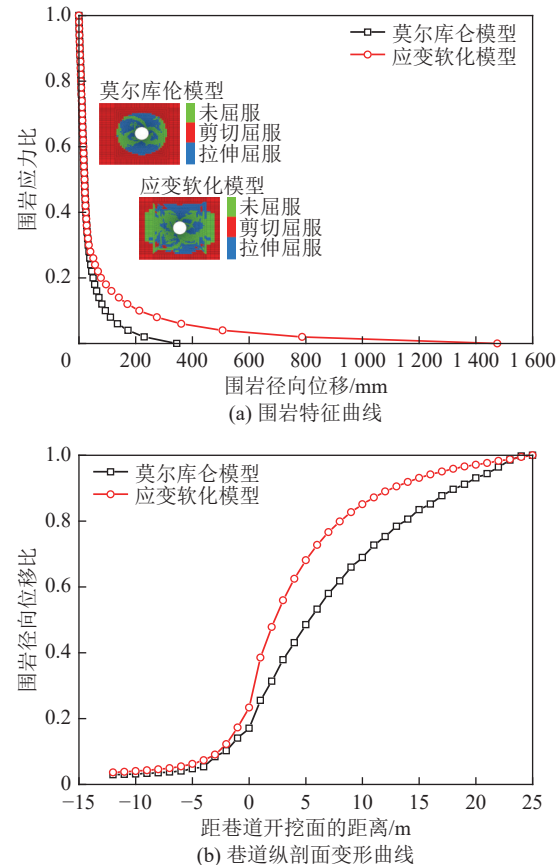 1.0
0.8
0.6
0.4
0.2
围岩应力比
莫尔库仑模型
应变软化模型
莫尔库伦模型
未屈服
剪切屈服
拉伸屈服
应变软化模型
未屈服
剪切屈服
拉伸屈服
0 200 400 600 800 1 000 1 200 1 400 1 600
围岩径向位移/mm
(a) 围岩特征曲线
1.0
0.8
0.6
0.4
0.2
0
围岩径向位移比
莫尔库仑模型
应变软化模型
−15 −10 −5 0 5 10 15 20 25
距巷道开挖面的距离/m
(b) 巷道纵剖面变形曲线